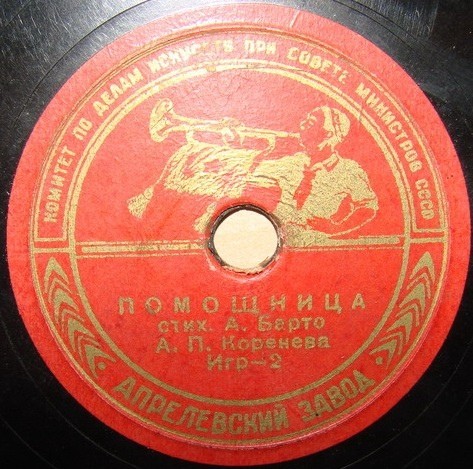 КОМИТЕТ ПО ДЕЛАМ ИСКУССТВ ПРИ СОВЕТЕ МИНИСТРОВ СССР
ПОМОЩНИЦА
стих. А. Барто
А. П. Коренева
Игр–2
АПРЕЛЕВСКИЙ ЗАВОД